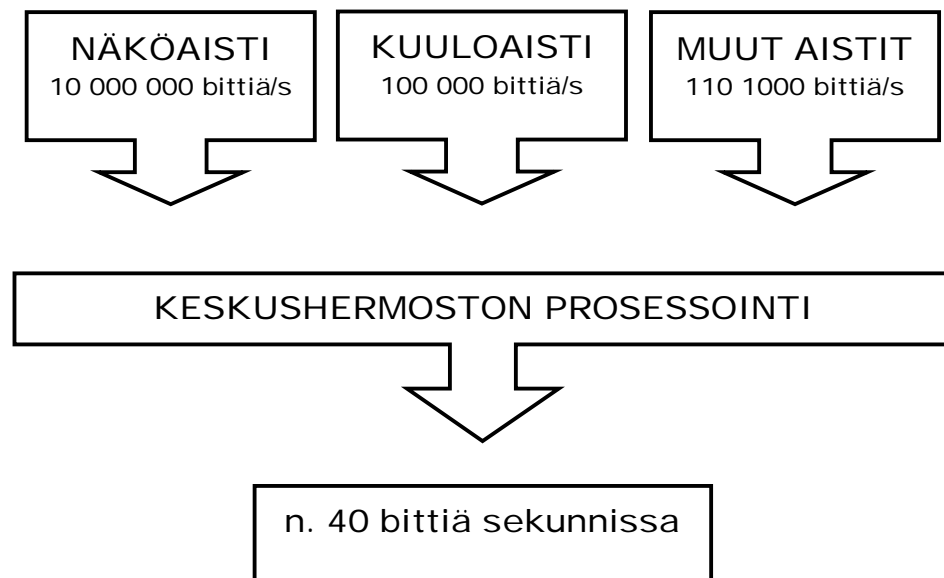 NÄKÖAISTI
10 000 000 bittiä/s
KUULOAISTI
100 000 bittiä/s
MUUT AISTIT
110 1000 bittiä/s
KESKUSHERMOSTON PROSESSOINTI
n. 40 bittiä sekunnissa